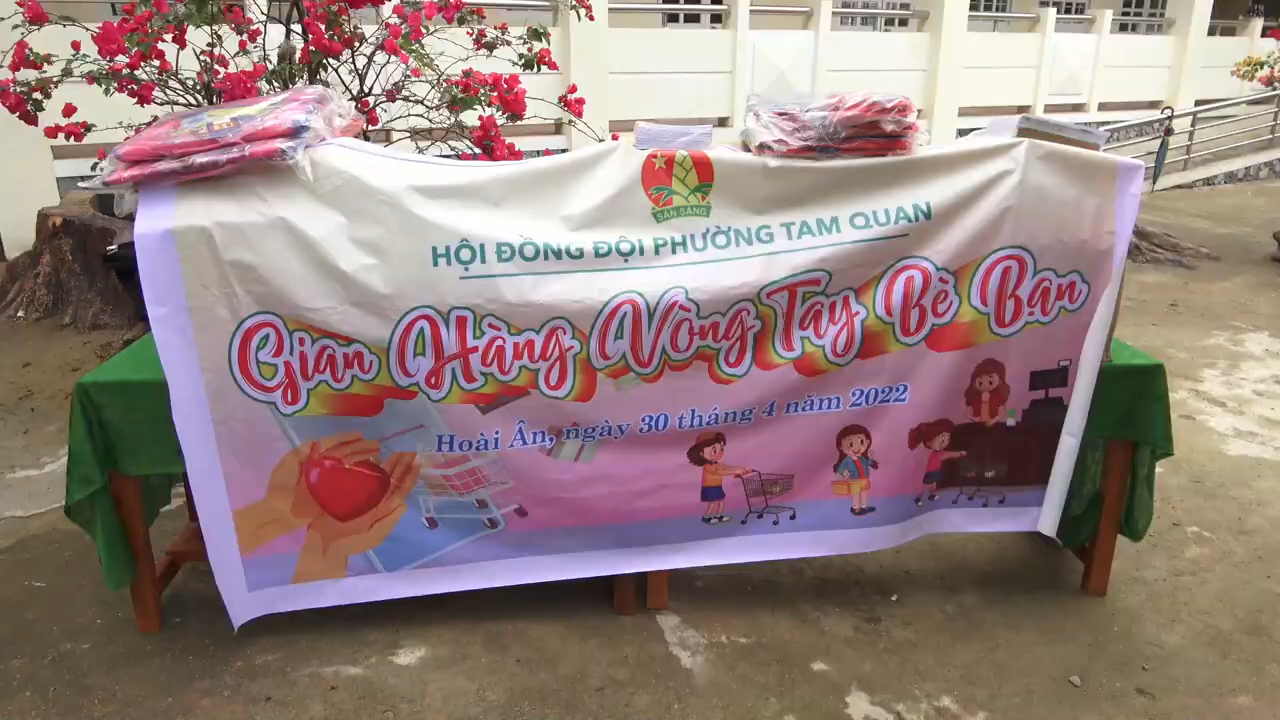 SẴN SÀNG
HỘI ĐỒNG ĐỘI PHƯỜNG TAM QUAN
Gian Hàng Vòng Tay Bè Bạn
Hoài Ân, ngày 30 tháng 4 năm 2022